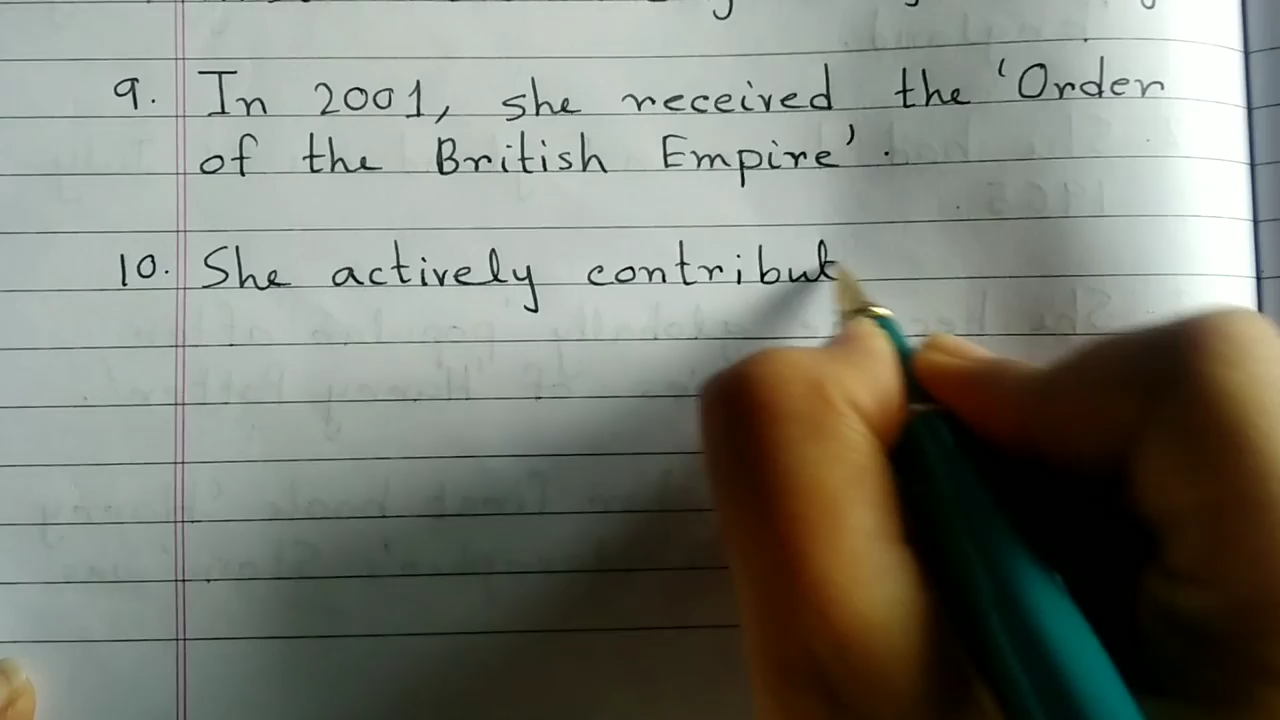 9. In 2001, she received the 'Order
of the British Empire'.
10. She actively contribut